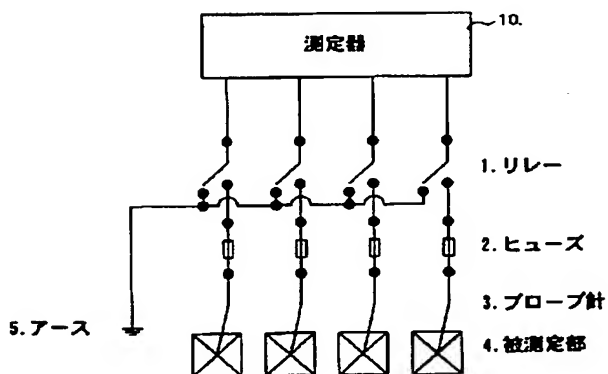 10.
測定器
1.リレー
2.ヒューズ
3.プローブ針
5.アース
4.被測定部